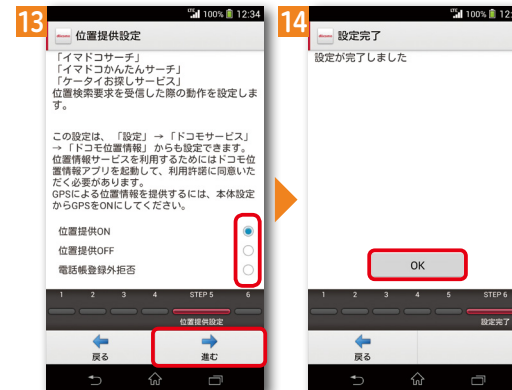 13
LTE 100% 12:34
docomo 位置提供設定
「イマドコサーチ」
「イマドコかんたんサーチ」
「ケータイお探しサービス」
位置検索要求を受信した際の動作を設定しま
す。
この設定は、「設定」→「ドコモサービス」
→「ドコモ位置情報」からも設定できます。
位置情報サービスを利用するためにはドコモ位
置情報アプリを起動して、利用許諾に同意いた
だく必要があります。
GPSによる位置情報を提供するには、本体設定
からGPSをONにしてください。
位置提供ON
位置提供OFF
電話帳登録外拒否
1 2 3 4 STEP 5 6
位置提供設定
戻る 進む
14
LTE 100% 12:
docomo 設定完了
設定が完了しました
OK
1 2 3 4 5 STEP 6
設定完了
戻る